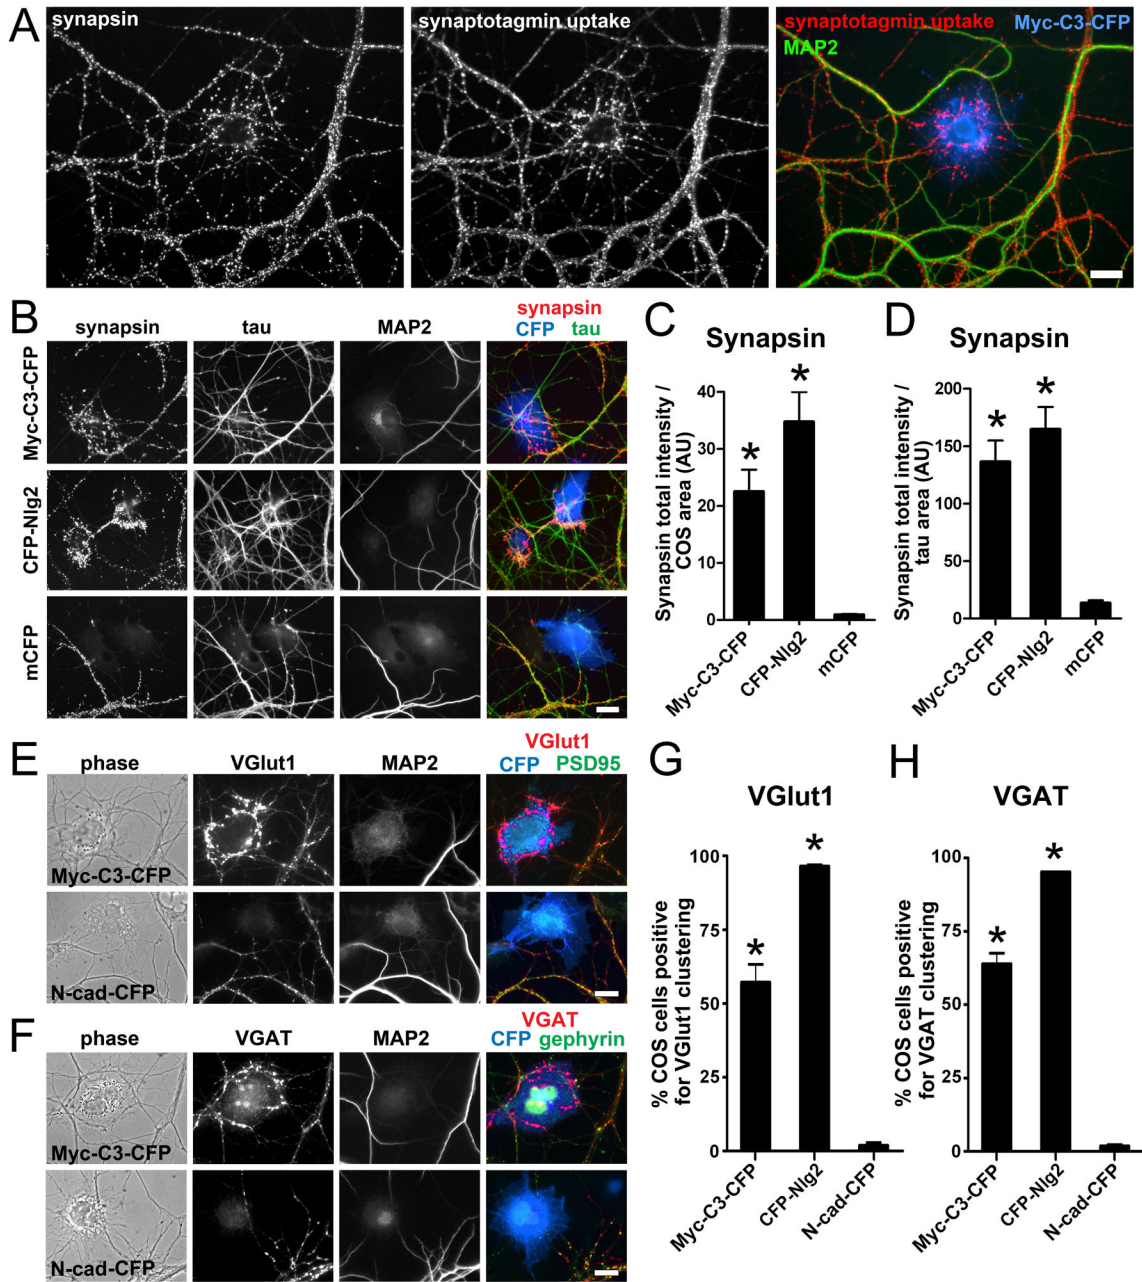 A
synapsin
synaptotagmin uptake
synaptotagmin uptake Myc-C3-CFP
MAP2
B
synapsin tau MAP2
synapsin
CFP tau
Myc-C3-CFP
CFP-Nlg2
mCFP
C
Synapsin
Synapsin total intensity /
COS area (AU)
40
30
20
10
0
*
*
Myc-C3-CFP
CFP-Nlg2
mCFP
D
Synapsin
Synapsin total intensity /
tau area (AU)
200
150
100
50
0
*
*
Myc-C3-CFP
CFP-Nlg2
mCFP
E
phase VGlut1 MAP2
VGlut1
CFP PSD95
Myc-C3-CFP
N-cad-CFP
F
phase VGAT MAP2
VGAT
CFP gephyrin
Myc-C3-CFP
N-cad-CFP
G
VGlut1
% COS cells positive
for VGlut1 clustering
100
75
50
25
0
*
*
Myc-C3-CFP
CFP-Nlg2
N-cad-CFP
H
VGAT
% COS cells positive
for VGAT clustering
100
75
50
25
0
*
*
Myc-C3-CFP
CFP-Nlg2
N-cad-CFP